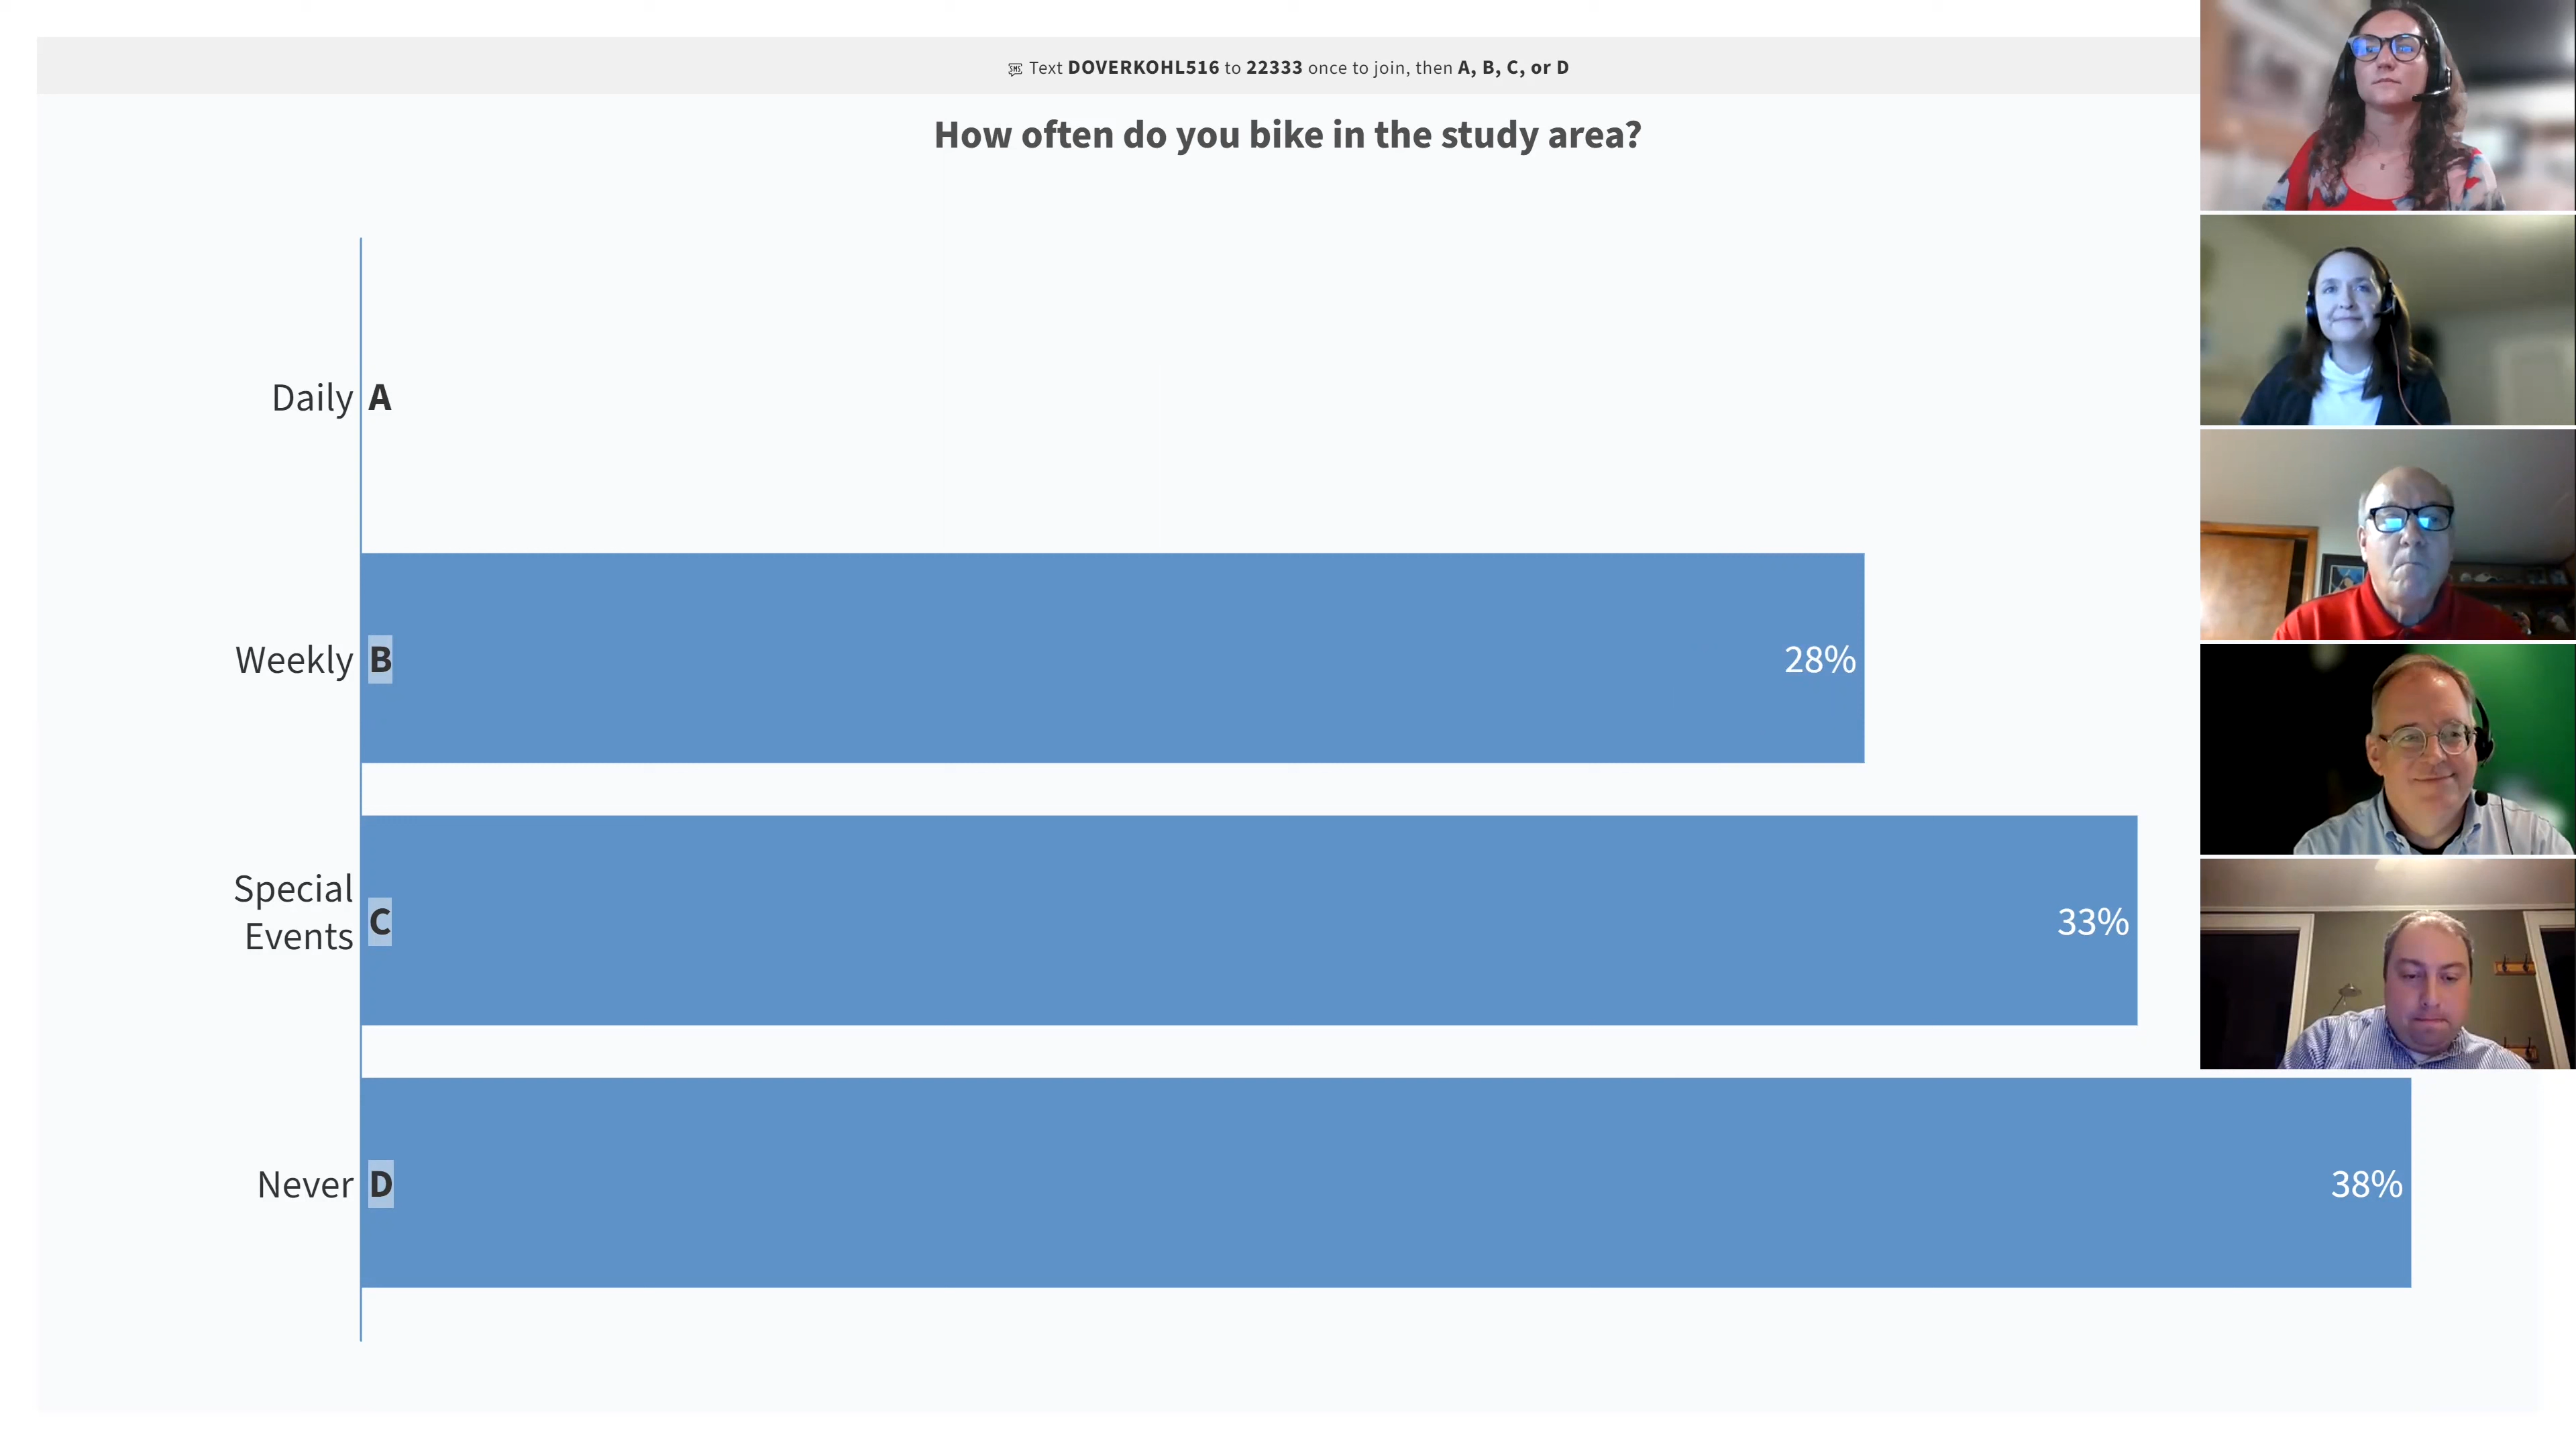 Text DOVERKOHL516 to 22333 once to join, then A, B, C, or D
How often do you bike in the study area?
Daily A
Weekly B 28%
Special
Events C 33%
Never D 38%